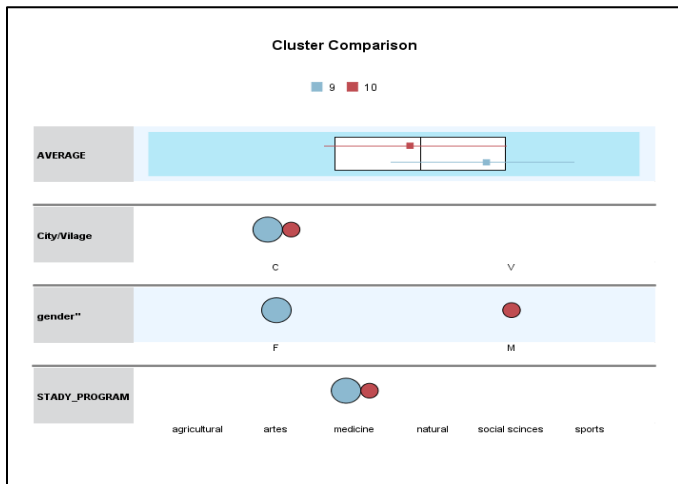 Cluster Comparison
9 10
AVERAGE
City/Vilage
C V
gender"
F M
STADY_PROGRAM
agricultural artes medicine natural social scinces sports